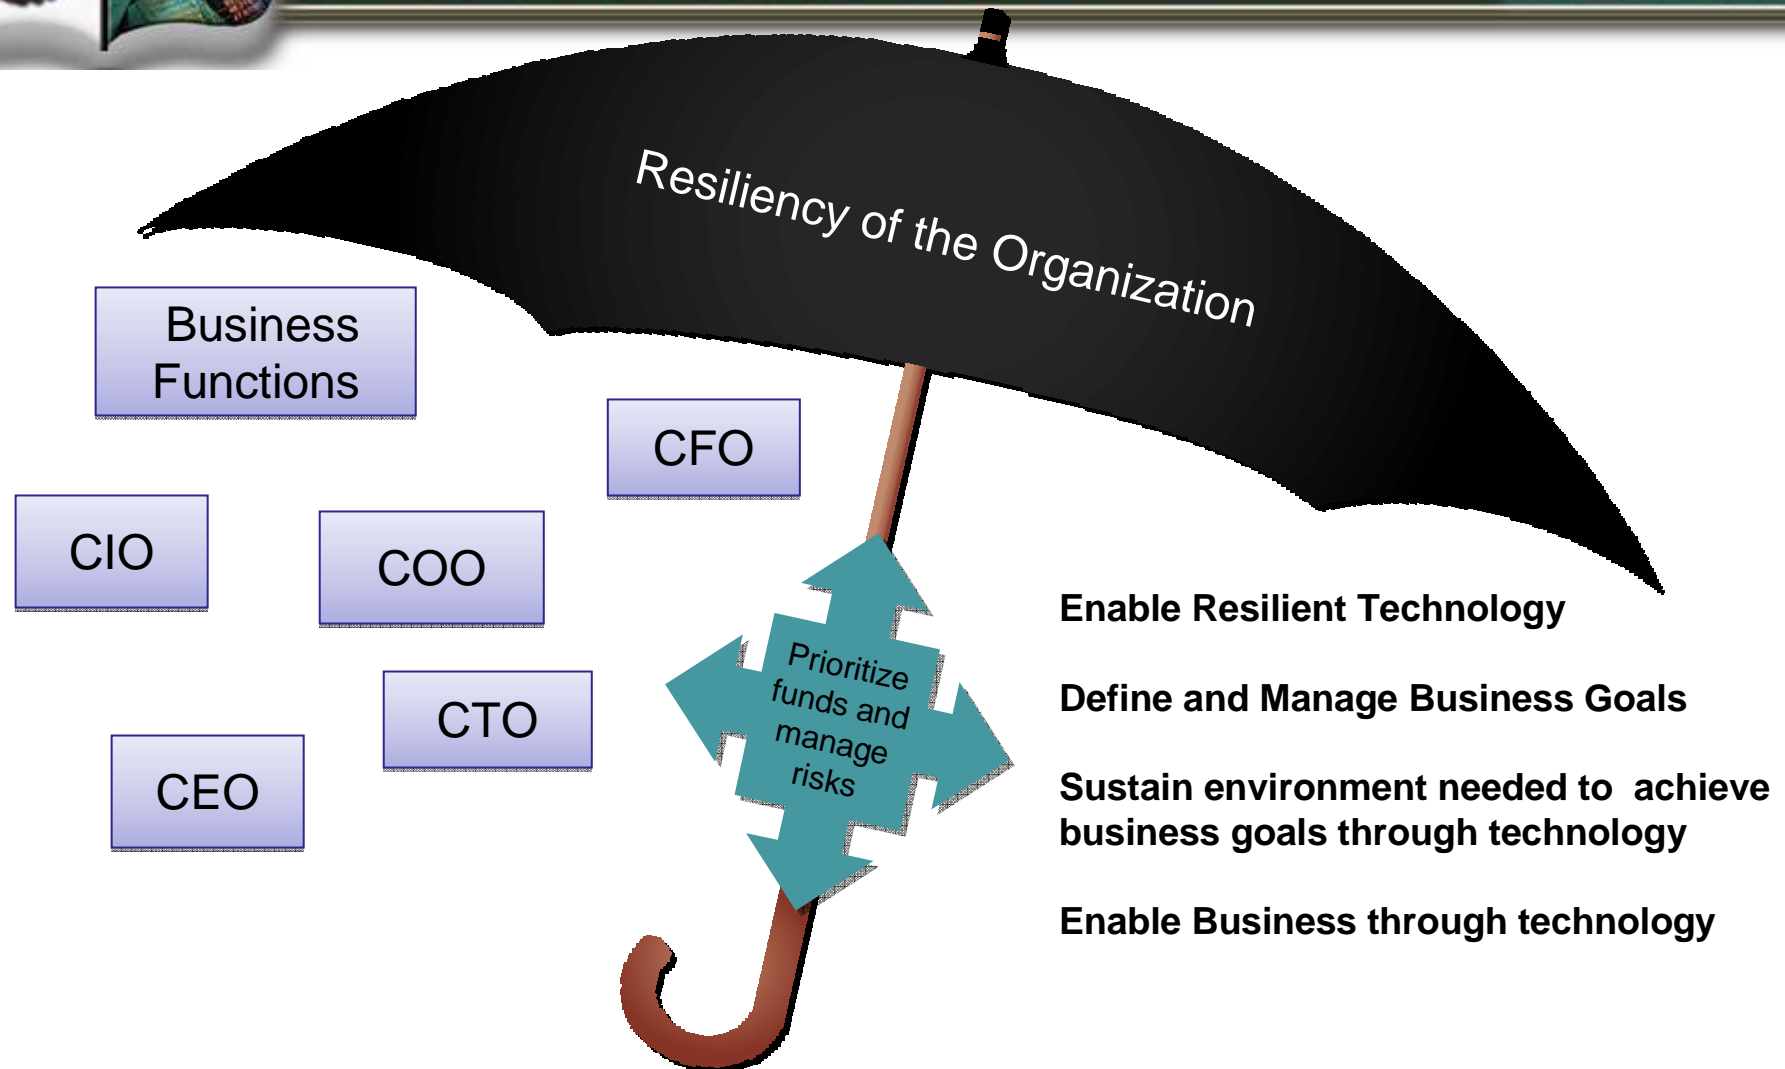 Resiliency of the Organization
Business
Functions
CFO
CIO
COO
CTO
CEO
Prioritize
funds and
manage
risks
Enable Resilient Technology
Define and Manage Business Goals
Sustain environment needed to  achieve
business goals through technology
Enable Business through technology